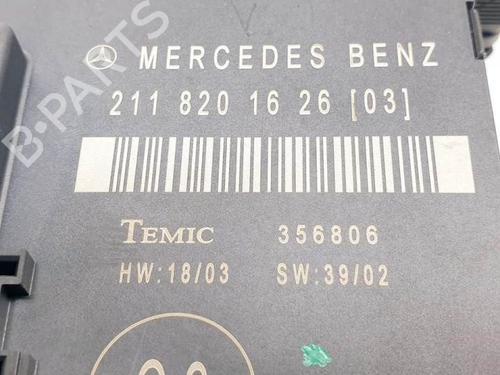 MERCEDES BENZ
211 820 16 26 [03]
TEMIC 356806
HW:18/03 SW:39/02
B-PARTS